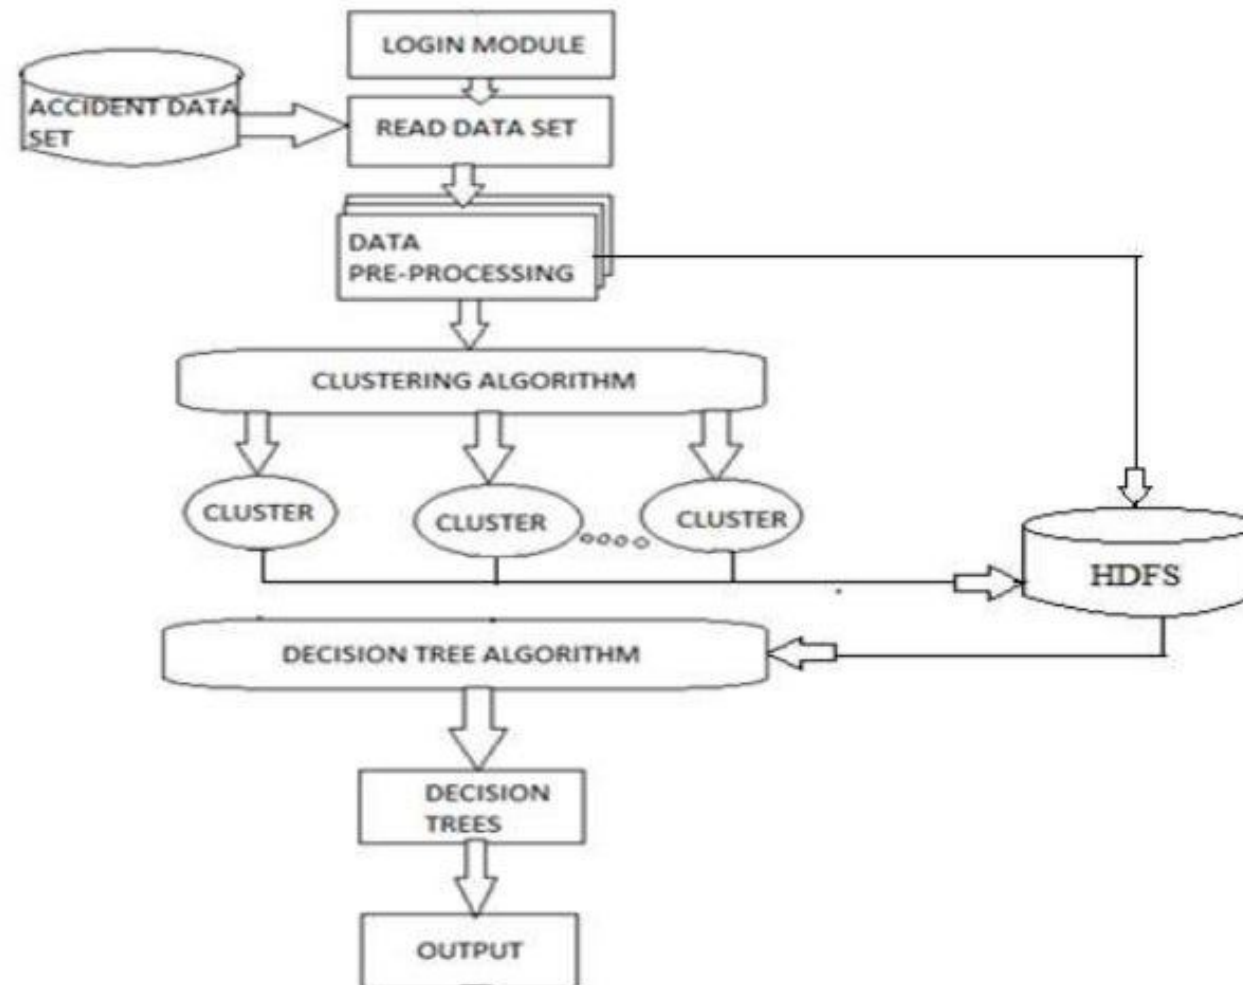 LOGIN MODULE
ACCIDENT DATA
SET
READ DATA SET
DATA
PRE-PROCESSING
CLUSTERING ALGORITHM
CLUSTER
CLUSTER
CLUSTER
HDFS
DECISION TREE ALGORITHM
DECISION
TREES
OUTPUT